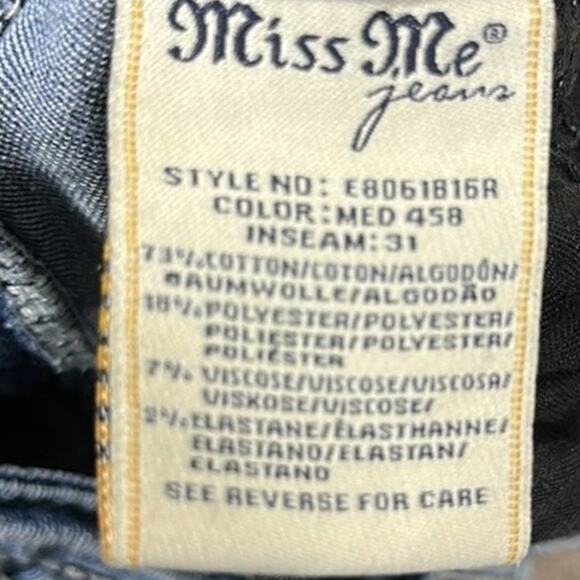 Miss Me®
jeans
STYLE NO: E8061B16R
COLOR:MED 458
INSEAM:31
73%COTTON/COTON/ALGODÓN/
BAUMWOLLE/ALGODÃO
18%POLYESTER/POLYESTER/
POLIESTER/POLYESTER/
POLIÉSTER
7% VISCOSE/VISCOSE/VISCOSA/
VISKOSE/VISCOSE/
2%ELASTANE/ÉLASTHANNE/
ELASTANO/ELASTAN/
ELASTANO
SEE REVERSE FOR CARE